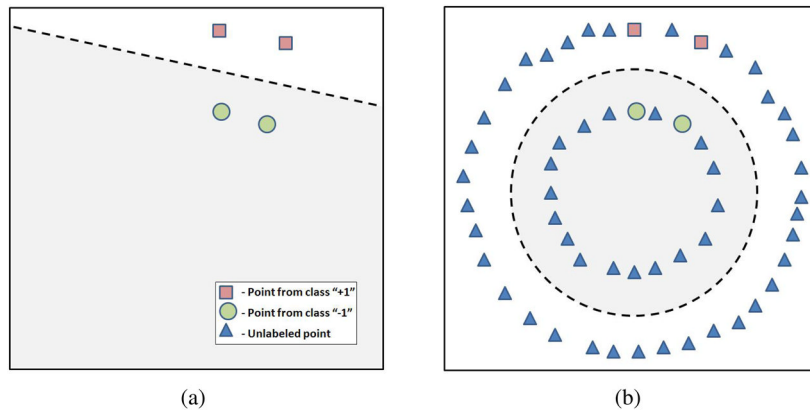 - Point from class “+1”
- Point from class “-1”
- Unlabeled point
(a)
(b)